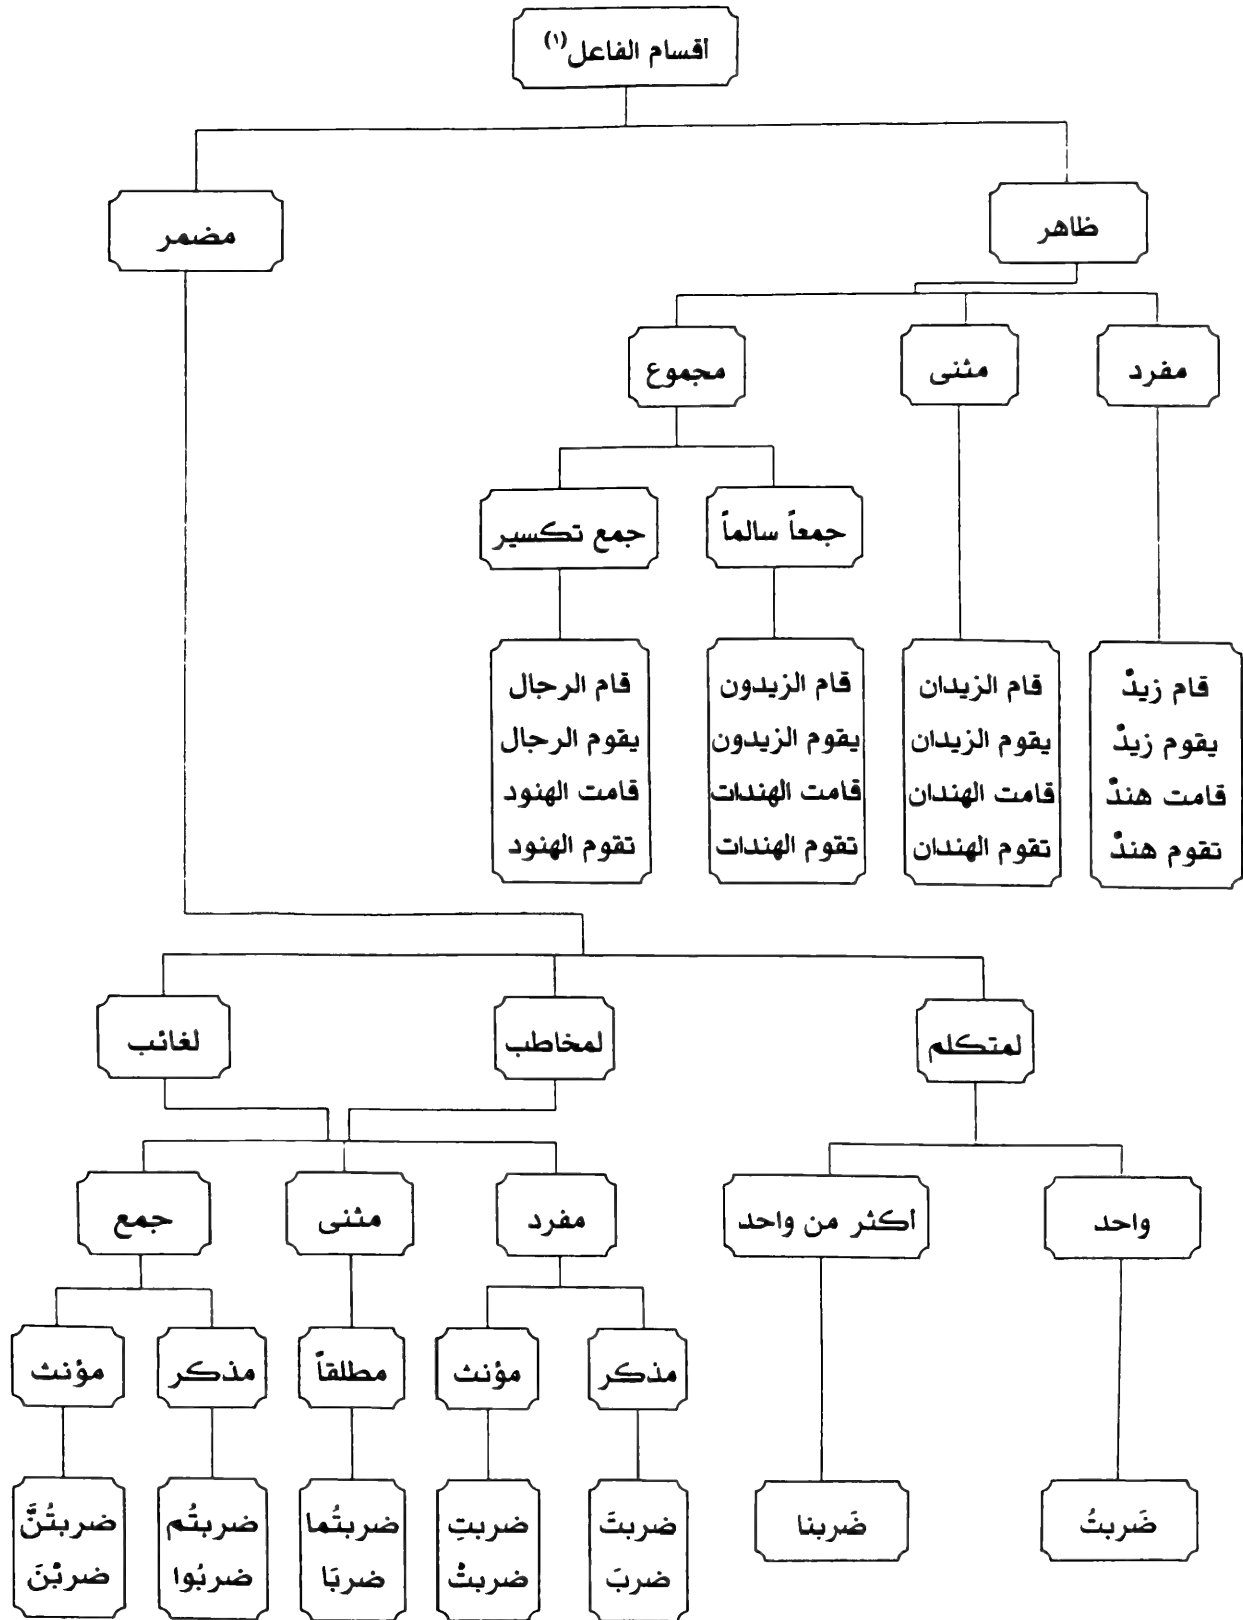 أقسام الفاعل (١)
ظاهر
مضمر
مفرد
مثنى
مجموع
جمعاً سالماً
جمع تكسير
قام زيدٌ
يقوم زيدٌ
قامت هندٌ
تقوم هندٌ
قام الزيدان
يقوم الزيدان
قامت الهندان
تقوم الهندان
قام الزيدون
يقوم الزيدون
قامت الهندات
تقوم الهندات
قام الرجال
يقوم الرجال
قامت الهنود
تقوم الهنود
لمتكلم
لمخاطب
لغائب
واحد
أكثر من واحد
مفرد
مثنى
جمع
مذكر
مؤنث
مطلقاً
مذكر
مؤنث
ضَربتُ
ضَربنا
ضربتَ
ضربَ
ضربتِ
ضربتْ
ضربتُما
ضربَا
ضربتُم
ضربُوا
ضربتُنَّ
ضربْنَ